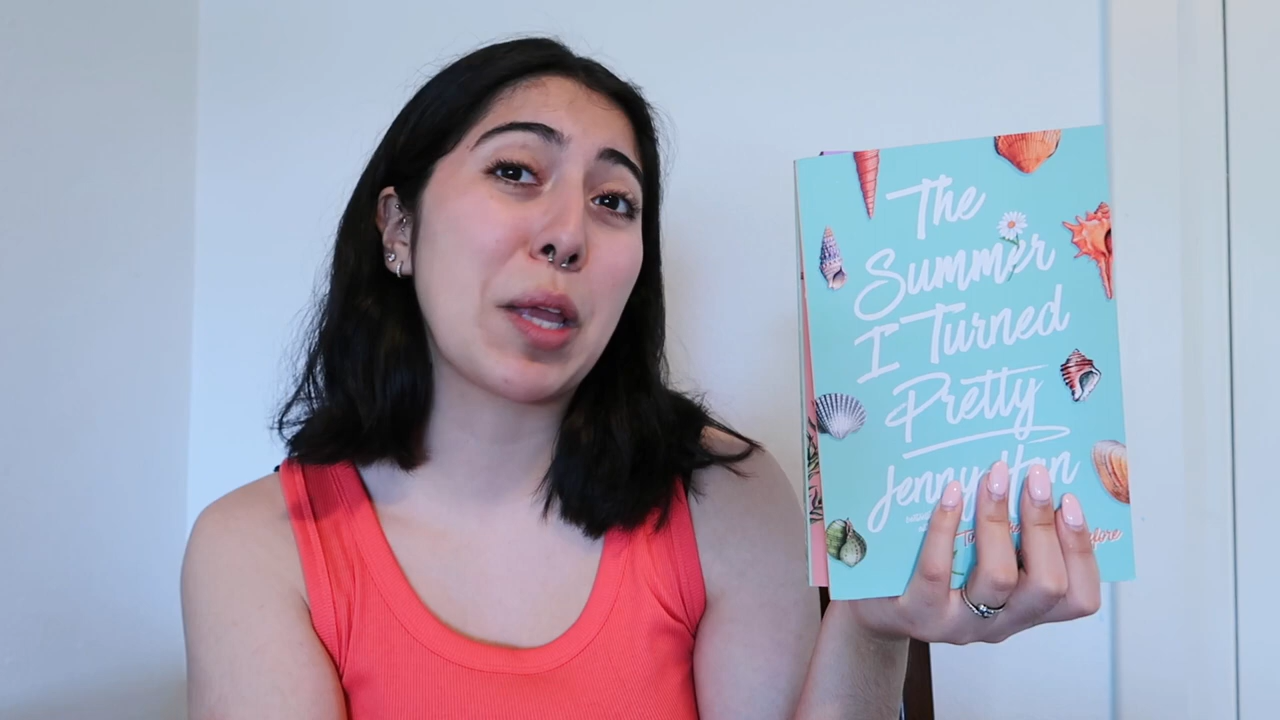 The
Summer
I Turned
Pretty
Jenny Han